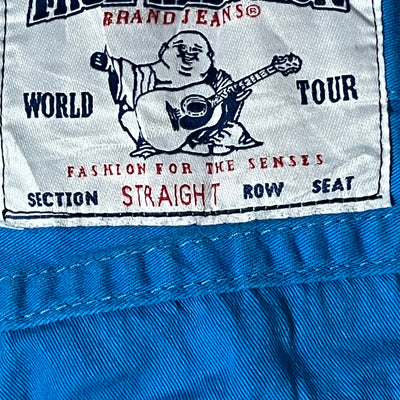 BRAND JEANS®
WORLD TOUR
FASHION FOR THE SENSES
SECTION STRAIGHT ROW SEAT